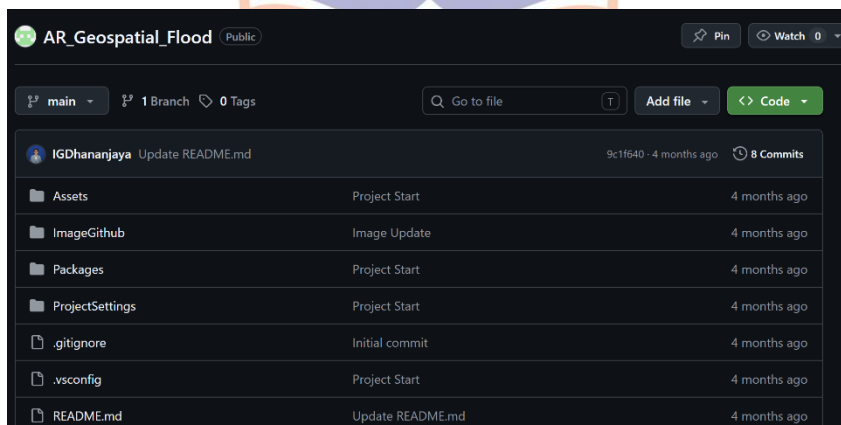 AR_Geospatial_Flood Public Pin Watch 0
main 1 Branch 0 Tags Go to file T Add file Code
IGDhananjaya Update README.md 9c1f640 · 4 months ago 8 Commits
Assets Project Start 4 months ago
ImageGithub Image Update 4 months ago
Packages Project Start 4 months ago
ProjectSettings Project Start 4 months ago
.gitignore Initial commit 4 months ago
.vsconfig Project Start 4 months ago
README.md Update README.md 4 months ago